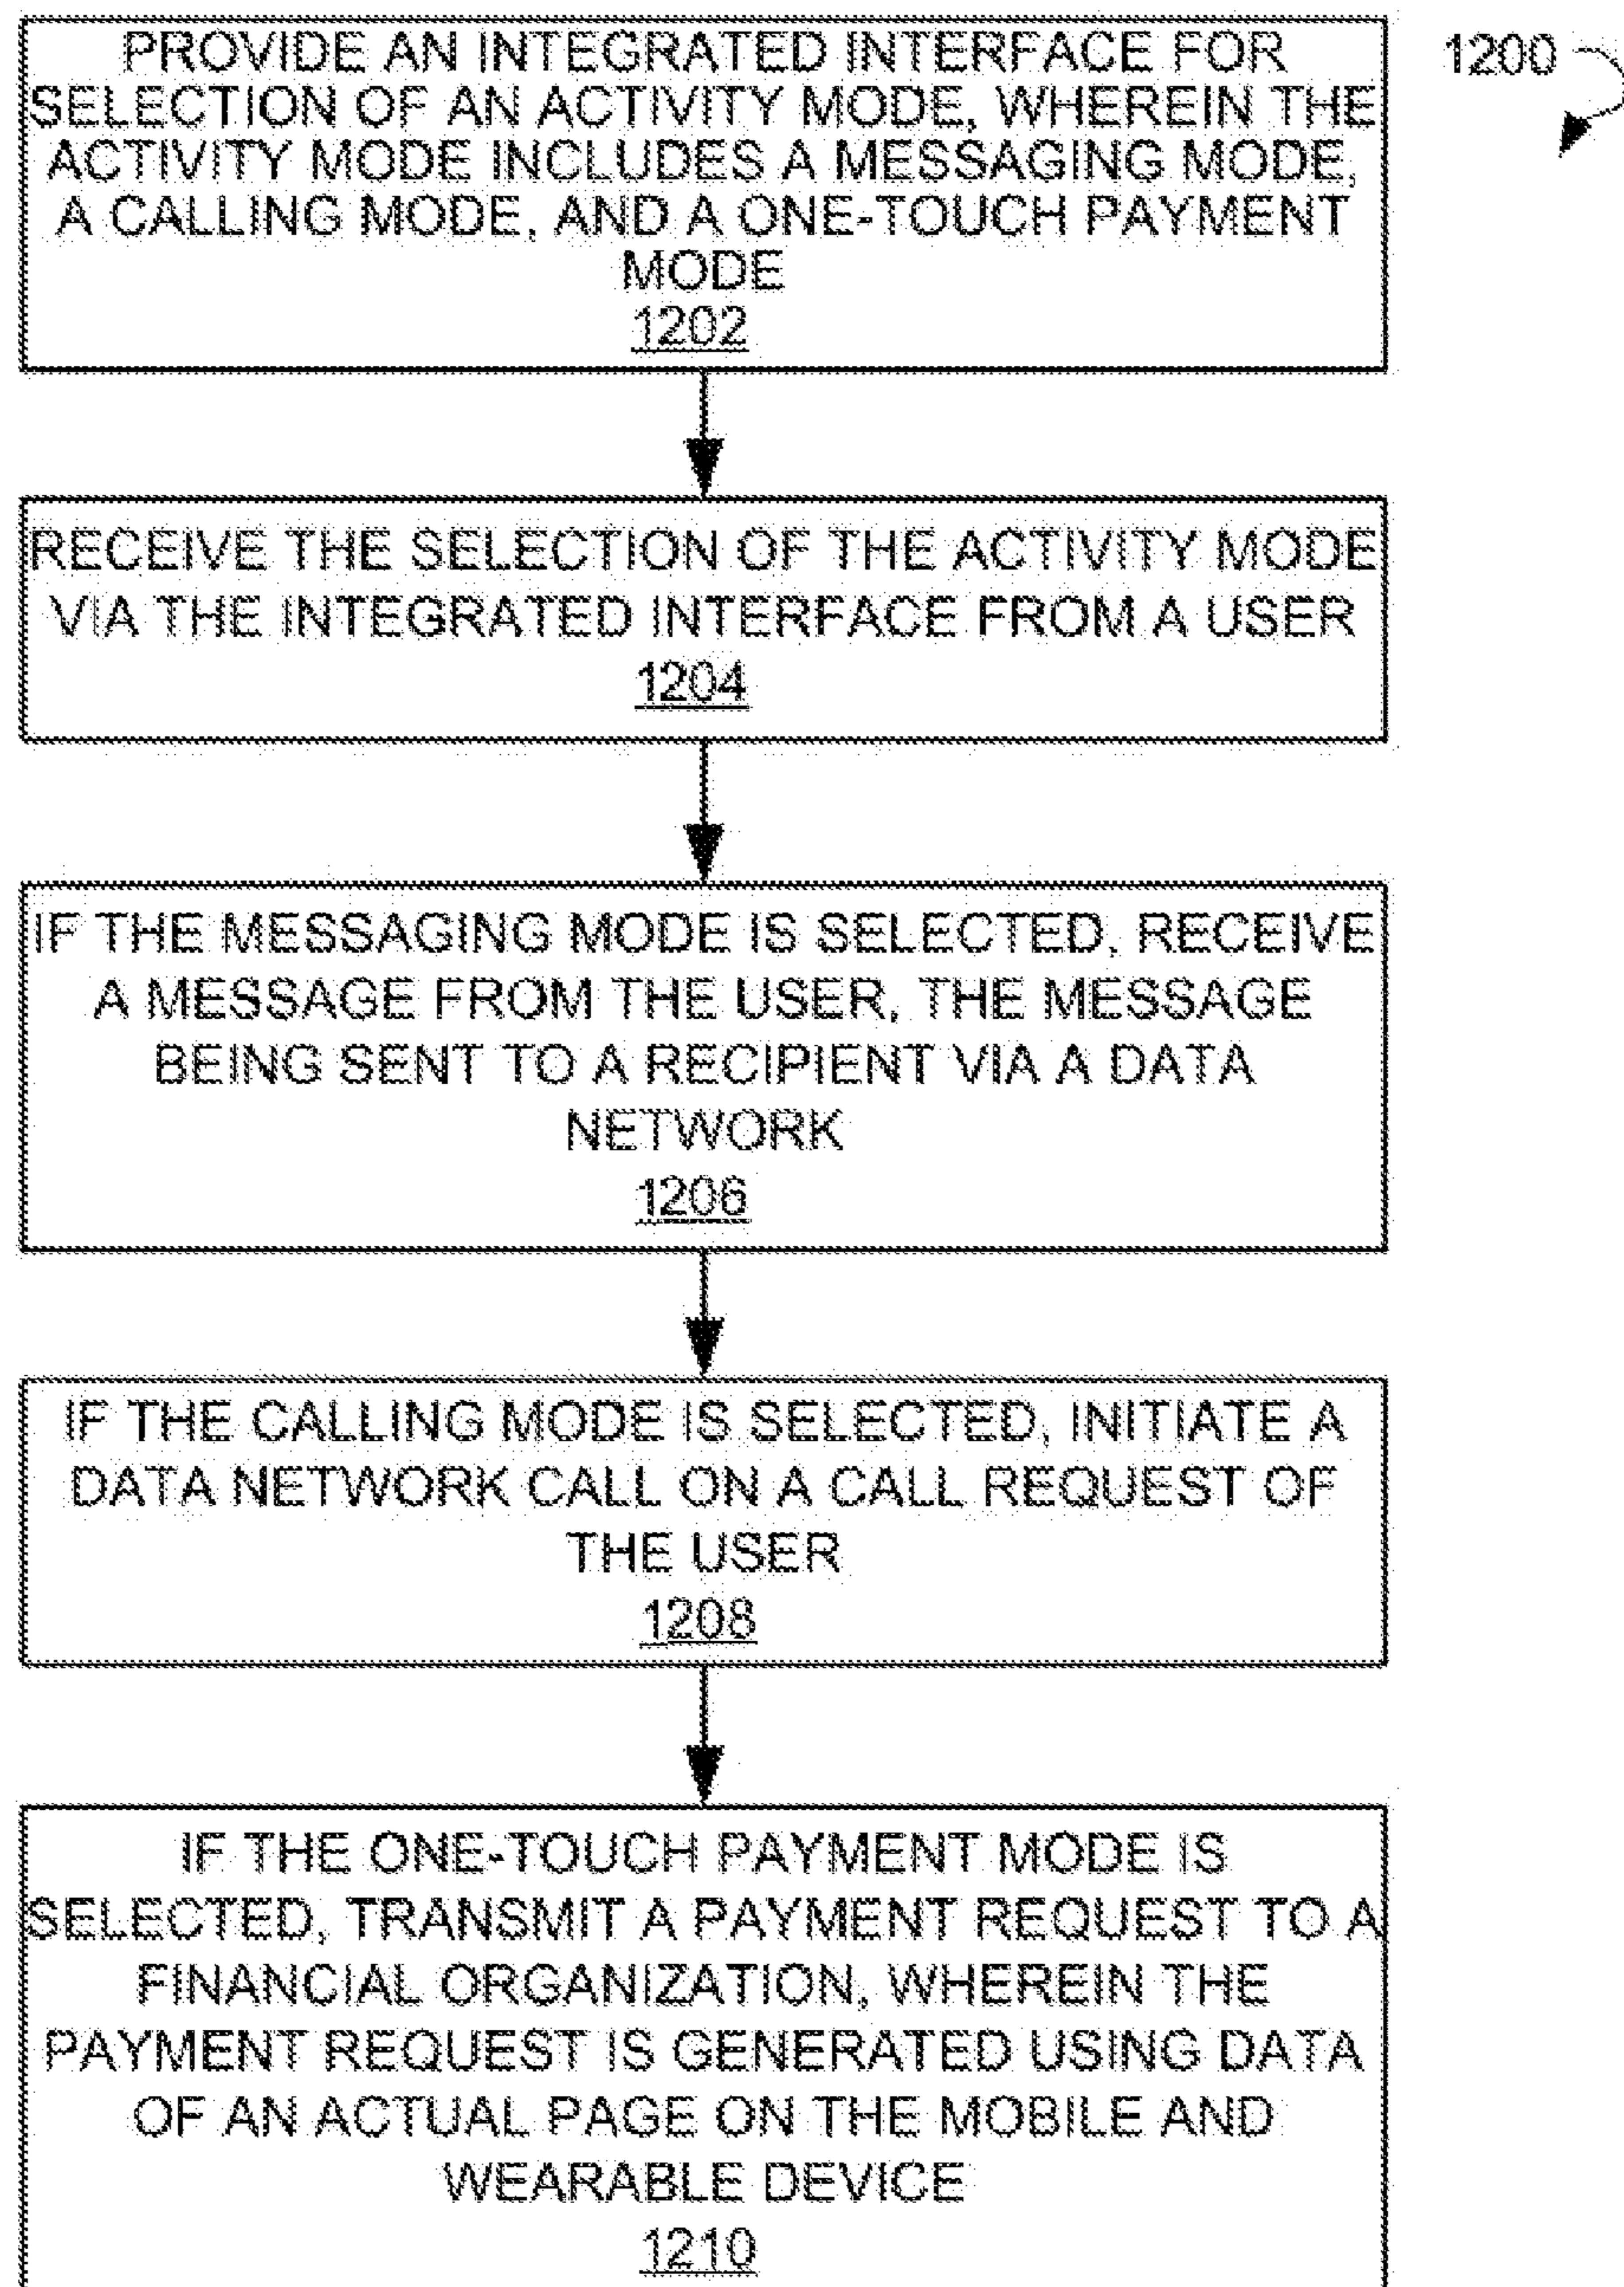 PROVIDE AN INTEGRATED INTERFACE FOR
SELECTION OF AN ACTIVITY MODE, WHEREIN THE
ACTIVITY MODE INCLUDES A MESSAGING MODE,
A CALLING MODE, AND A ONE-TOUCH PAYMENT
MODE
1202
1200
RECEIVE THE SELECTION OF THE ACTIVITY MODE
VIA THE INTEGRATED INTERFACE FROM A USER
1204
IF THE MESSAGING MODE IS SELECTED, RECEIVE
A MESSAGE FROM THE USER, THE MESSAGE
BEING SENT TO A RECIPIENT VIA A DATA
NETWORK
1206
IF THE CALLING MODE IS SELECTED, INITIATE A
DATA NETWORK CALL ON A CALL REQUEST OF
THE USER
1208
IF THE ONE-TOUCH PAYMENT MODE IS
SELECTED, TRANSMIT A PAYMENT REQUEST TO A
FINANCIAL ORGANIZATION, WHEREIN THE
PAYMENT REQUEST IS GENERATED USING DATA
OF AN ACTUAL PAGE ON THE MOBILE AND
WEARABLE DEVICE
1210